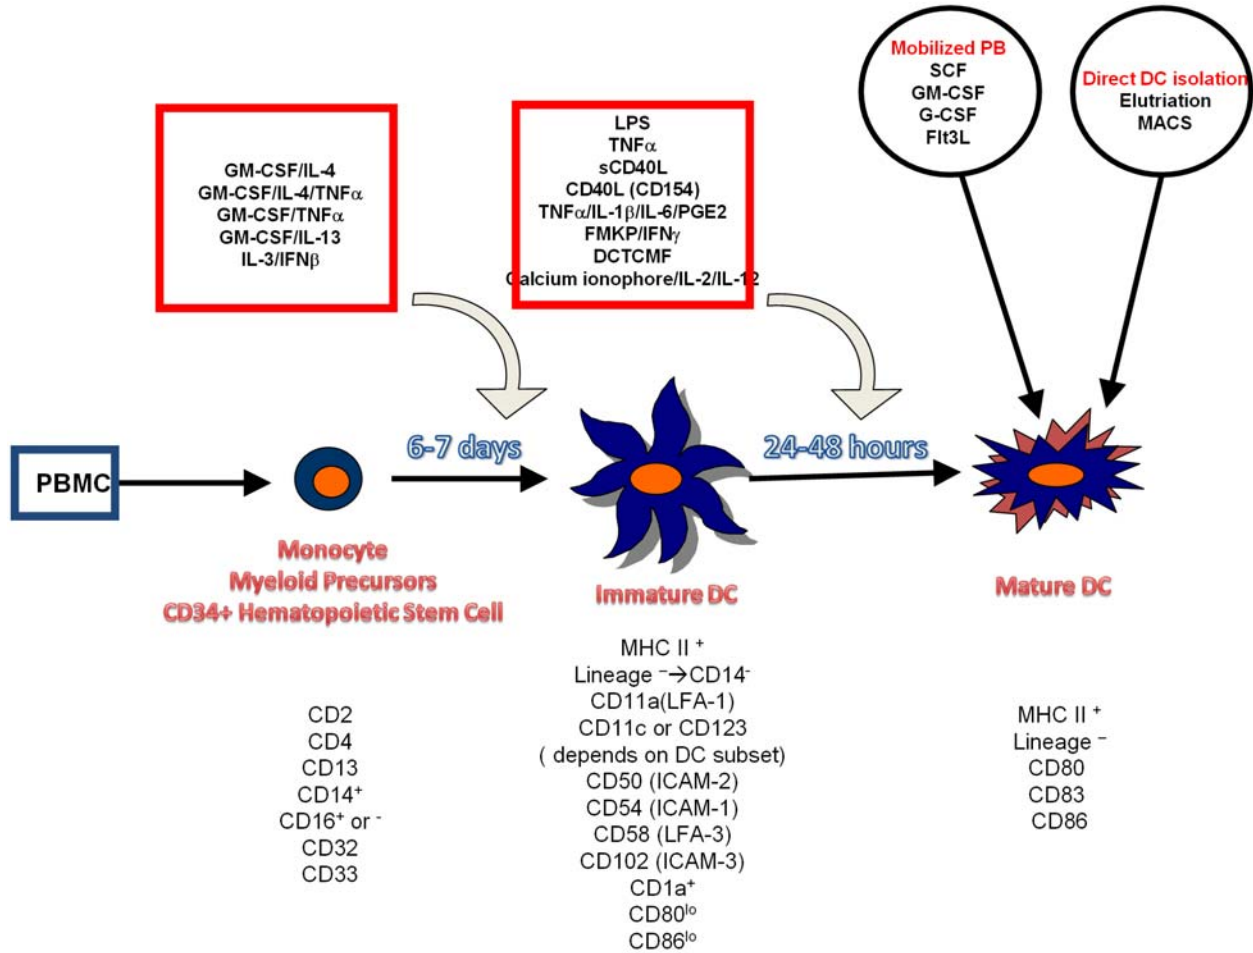 Mobilized PB
SCF
GM-CSF
G-CSF
Flt3L
Direct DC isolation
Elutriation
MACS
GM-CSF/IL-4
GM-CSF/IL-4/TNFα
GM-CSF/TNFα
GM-CSF/IL-13
IL-3/IFNβ
LPS
TNFα
sCD40L
CD40L (CD154)
TNFα/IL-1β/IL-6/PGE2
FMKP/IFNγ
DCTCMF
Calcium ionophore/IL-2/IL-12
PBMC
6-7 days
24-48 hours
Monocyte
Myeloid Precursors
CD34+ Hematopoietic Stem Cell
Immature DC
Mature DC
CD2
CD4
CD13
CD14⁺
CD16⁺ or ⁻
CD32
CD33
MHC II ⁺
Lineage ⁻→CD14⁻
CD11a(LFA-1)
CD11c or CD123
( depends on DC subset)
CD50 (ICAM-2)
CD54 (ICAM-1)
CD58 (LFA-3)
CD102 (ICAM-3)
CD1a⁺
CD80ˡᵒ
CD86ˡᵒ
MHC II ⁺
Lineage ⁻
CD80
CD83
CD86